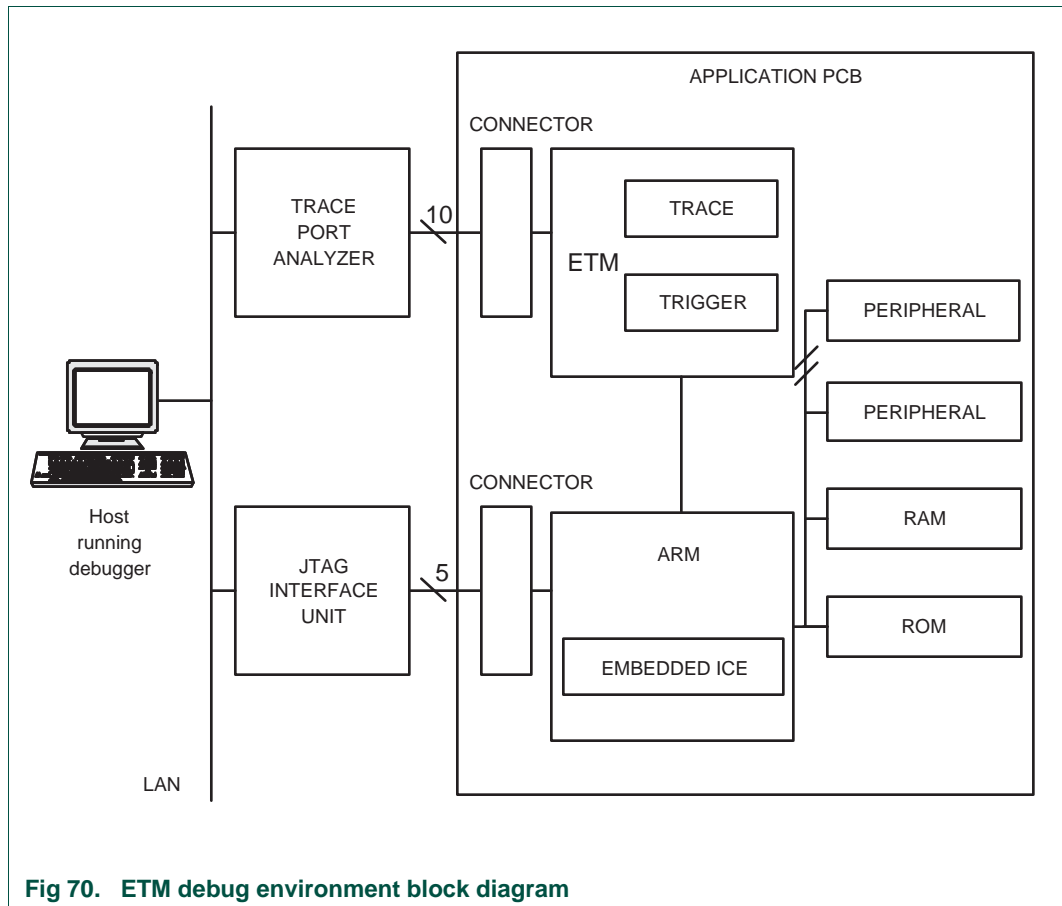 APPLICATION PCB
CONNECTOR
TRACE
PORT
ANALYZER
10
TRACE
ETM
TRIGGER
PERIPHERAL
PERIPHERAL
Host
running
debugger
CONNECTOR
JTAG
INTERFACE
UNIT
5
ARM
EMBEDDED ICE
RAM
ROM
LAN
Fig 70. ETM debug environment block diagram